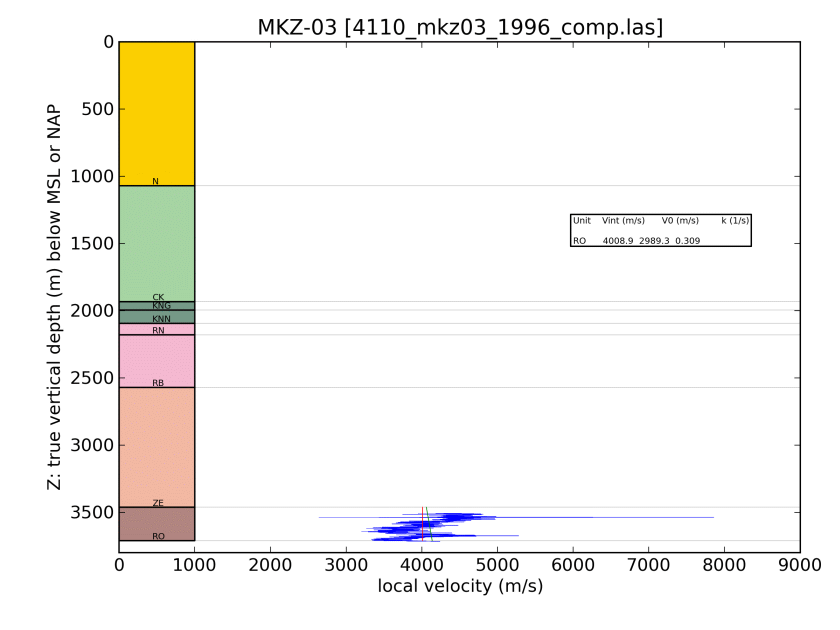 MKZ-03 [4110_mkz03_1996_comp.las]
Z: true vertical depth (m) below MSL or NAP
0
500
1000
1500
2000
2500
3000
3500
N
CK
KNG
KNN
RN
RB
ZE
RO
Unit Vint (m/s) V0 (m/s) k (1/s)
RO 4008.9 2989.3 0.309
0 1000 2000 3000 4000 5000 6000 7000 8000 9000
local velocity (m/s)